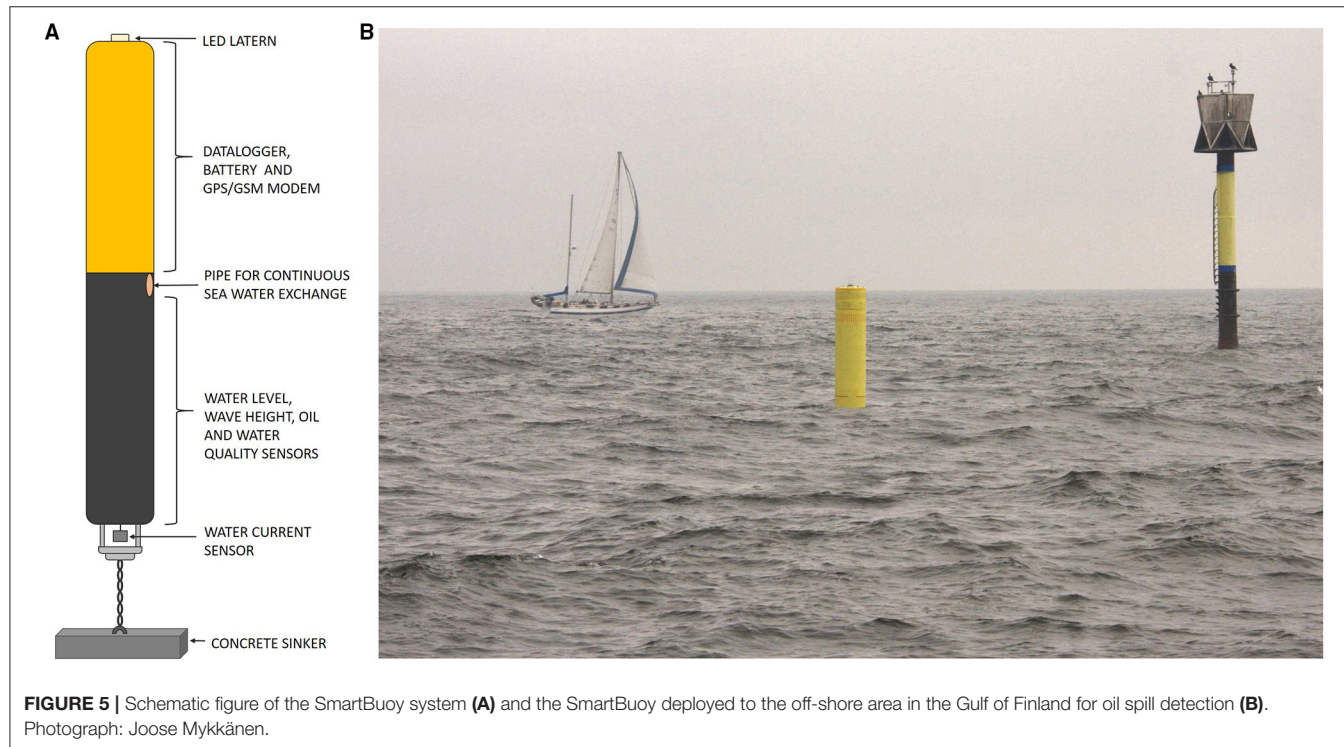 A
LED LATERN
DATALOGGER,
BATTERY AND
GPS/GSM MODEM
PIPE FOR CONTINUOUS
SEA WATER EXCHANGE
WATER LEVEL,
WAVE HEIGHT, OIL
AND WATER
QUALITY SENSORS
WATER CURRENT
SENSOR
CONCRETE SINKER
B
FIGURE 5 | Schematic figure of the SmartBuoy system (A) and the SmartBuoy deployed to the off-shore area in the Gulf of Finland for oil spill detection (B).
Photograph: Joose Mykkänen.